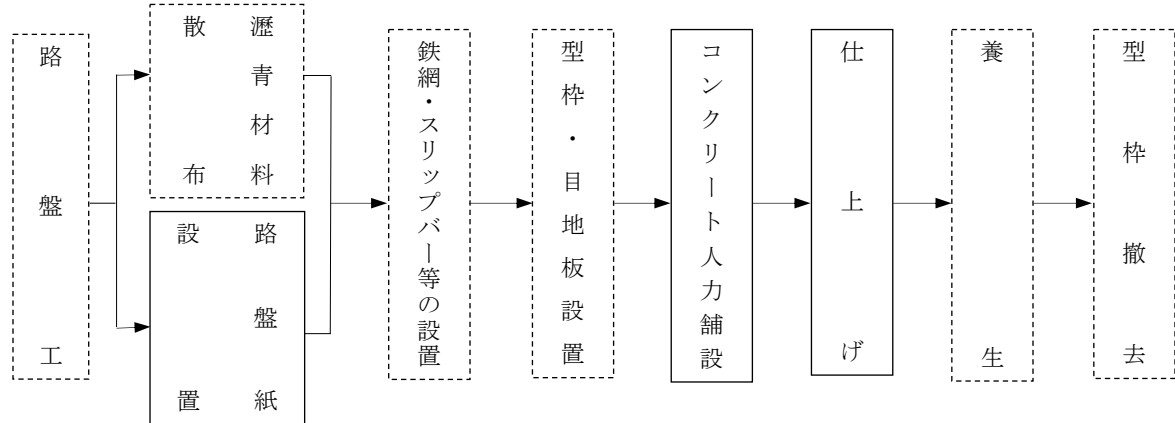 路盤工
瀝青材料
散布
路盤紙
設置
鉄網・スリップバー等の設置
型枠・目地板設置
コンクリート人力舗設
仕上げ
養生
型枠撤去